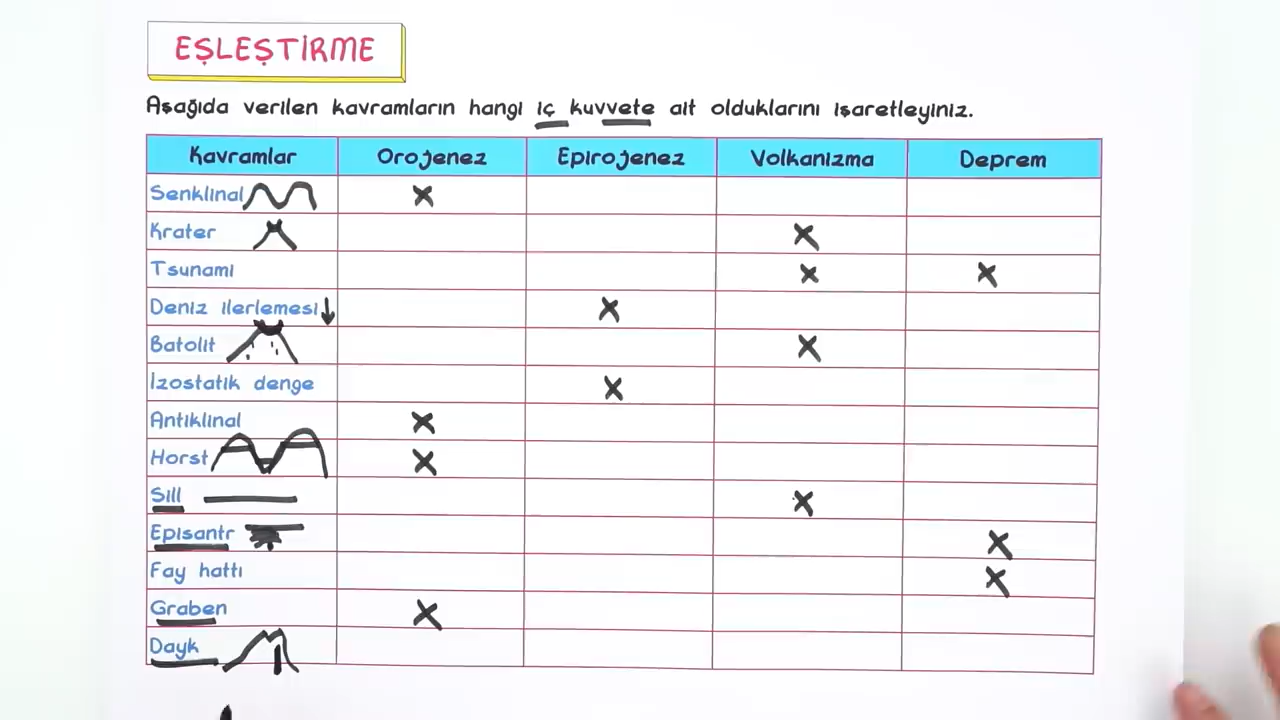 EŞLEŞTİRME
Aşağıda verilen kavramların hangi iç kuvvete ait olduklarını işaretleyiniz.
Kavramlar Orojenez Epirojenez Volkanizma Deprem
Senklinal X
Krater X
Tsunami X X
Deniz ilerlemesi X
Batolit X
İzostatik denge X
Antiklinal X
Horst X
Sill X
Episantr X
Fay hattı X
Graben X
Dayk